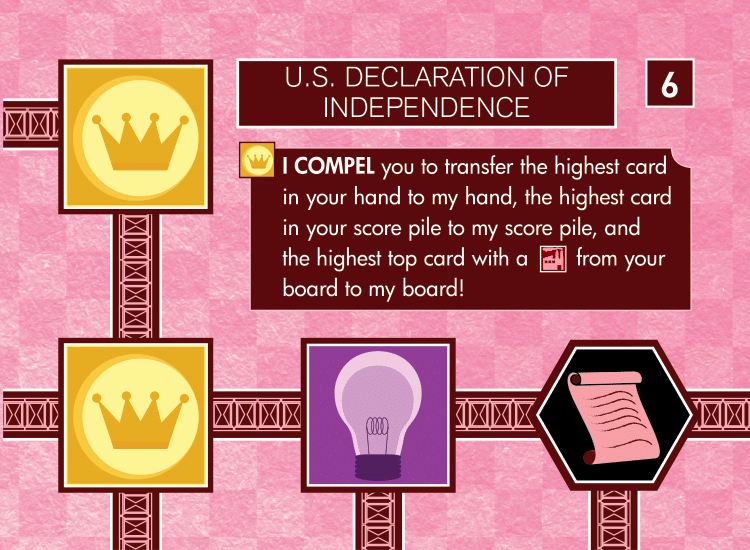 U.S. DECLARATION OF
INDEPENDENCE
6
I COMPEL you to transfer the highest card
in your hand to my hand, the highest card
in your score pile to my score pile, and
the highest top card with a from your
board to my board!